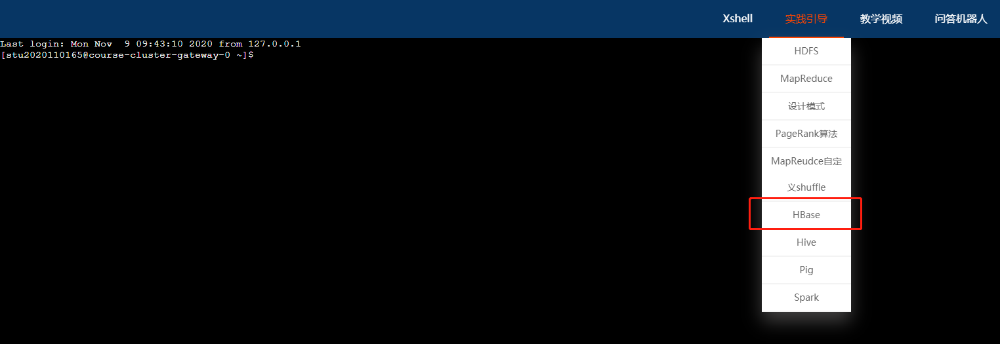 Xshell 实践引导 教学视频 问答机器人
Last login: Mon Nov  9 09:43:10 2020 from 127.0.0.1
[stu2020110165@course-cluster-gateway-0 ~]$
HDFS
MapReduce
设计模式
PageRank算法
MapReudce自定
义shuffle
HBase
Hive
Pig
Spark